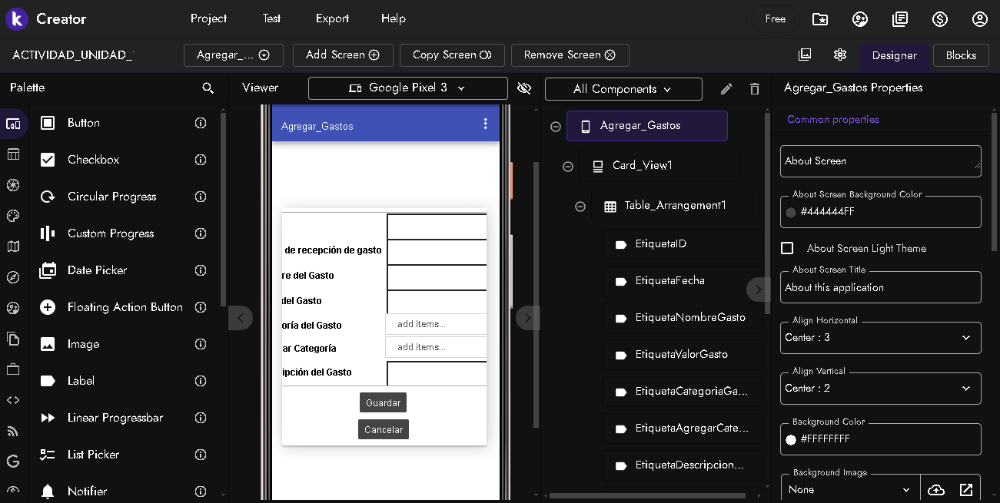 Creator
Project
Test
Export
Help
Free
ACTIVIDAD_UNIDAD_
Agregar_...
Add Screen
Copy Screen
Remove Screen
Designer
Blocks
Palette
Viewer
Google Pixel 3
All Components
Agregar_Gastos Properties
Button
Checkbox
Circular Progress
Custom Progress
Date Picker
Floating Action Button
Image
Label
Linear Progressbar
List Picker
Notifier
Agregar_Gastos
de recepción de gasto
re del Gasto
del Gasto
oría del Gasto
add items...
ar Categoría
add items...
ipción del Gasto
Guardar
Cancelar
Agregar_Gastos
Card_View1
Table_Arrangement1
EtiquetaID
EtiquetaFecha
EtiquetaNombreGasto
EtiquetaValorGasto
EtiquetaCategoriaGa...
EtiquetaAgregarCate...
EtiquetaDescripcion...
Common properties
About Screen
About Screen Background Color
#444444FF
About Screen Light Theme
About Screen Title
About this application
Align Horizontal
Center : 3
Align Vertical
Center : 2
Background Color
#FFFFFFFF
Background Image
None